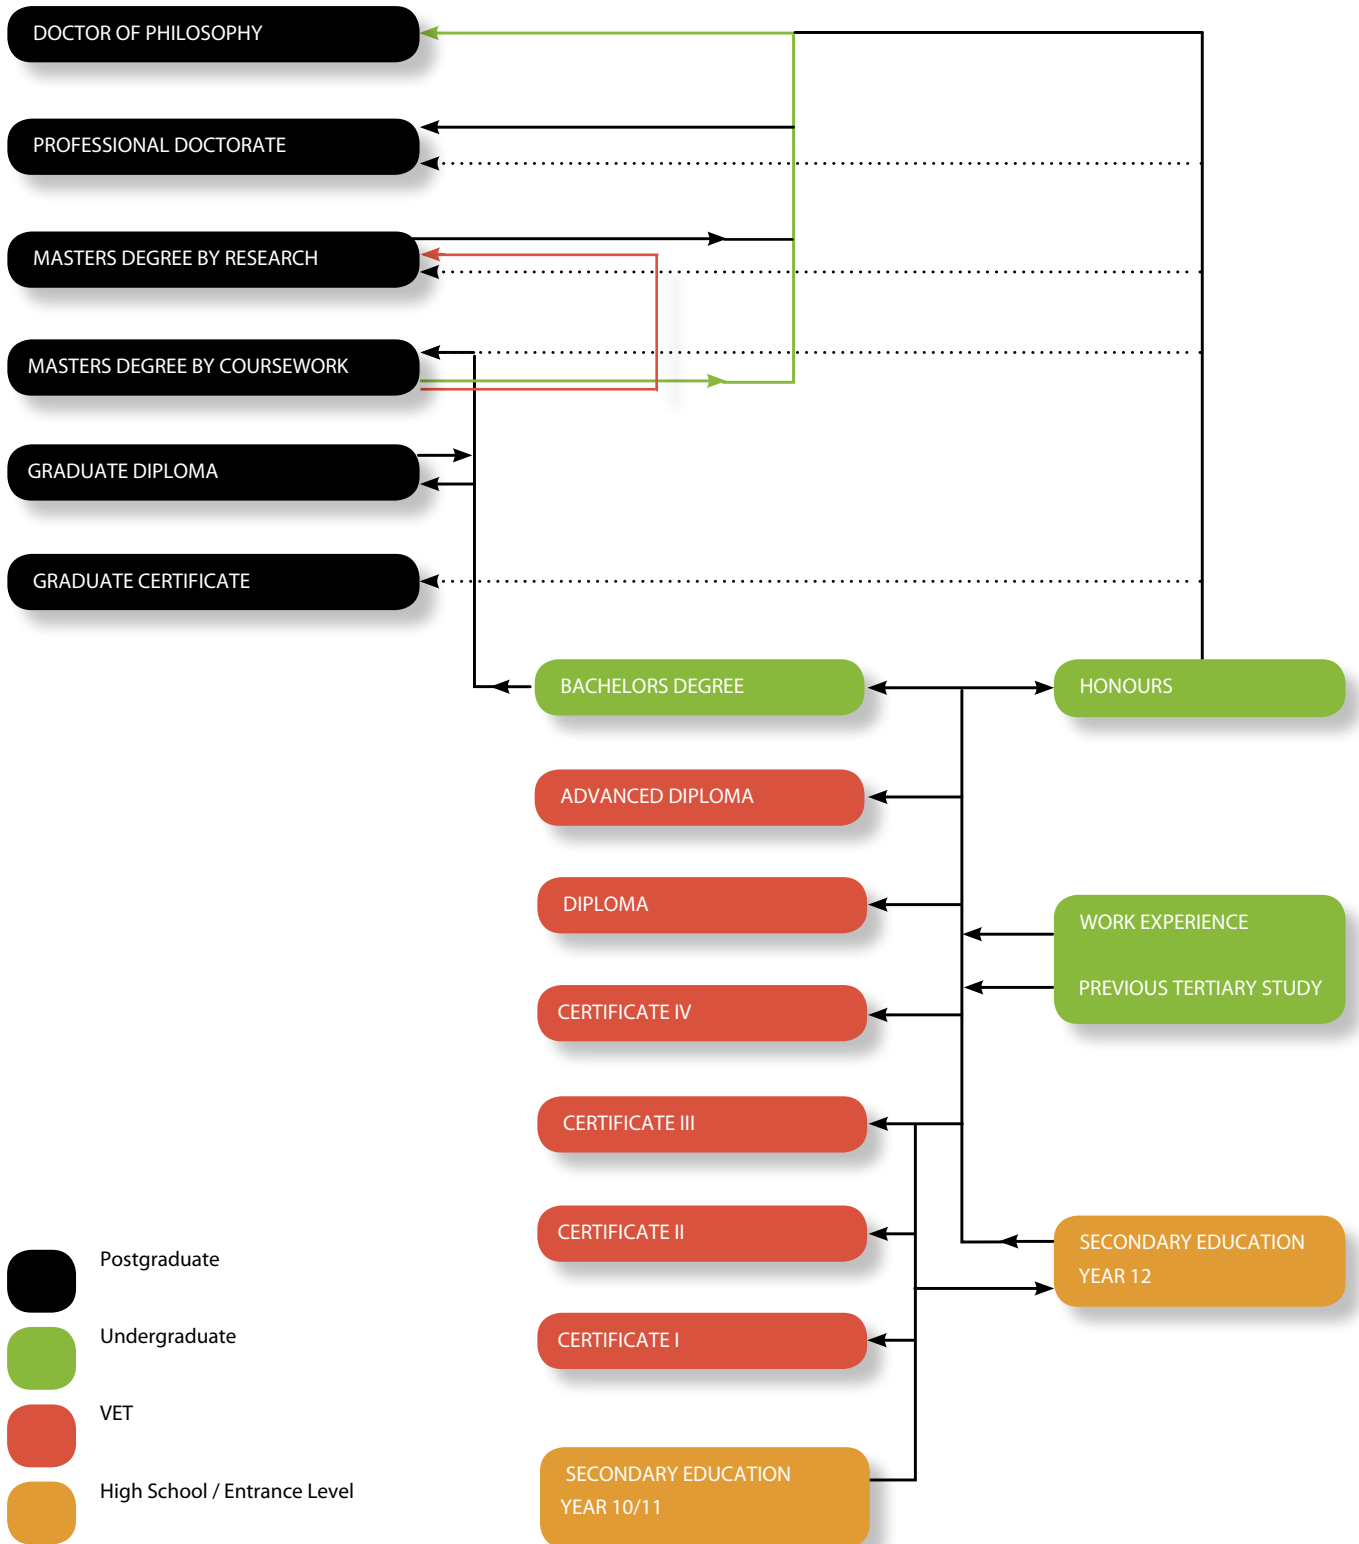 DOCTOR OF PHILOSOPHY
PROFESSIONAL DOCTORATE
MASTERS DEGREE BY RESEARCH
MASTERS DEGREE BY COURSEWORK
GRADUATE DIPLOMA
GRADUATE CERTIFICATE
BACHELORS DEGREE
HONOURS
ADVANCED DIPLOMA
DIPLOMA
WORK EXPERIENCE
PREVIOUS TERTIARY STUDY
CERTIFICATE IV
CERTIFICATE III
CERTIFICATE II
SECONDARY EDUCATION
YEAR 12
CERTIFICATE I
SECONDARY EDUCATION
YEAR 10/11
Postgraduate
Undergraduate
VET
High School / Entrance Level